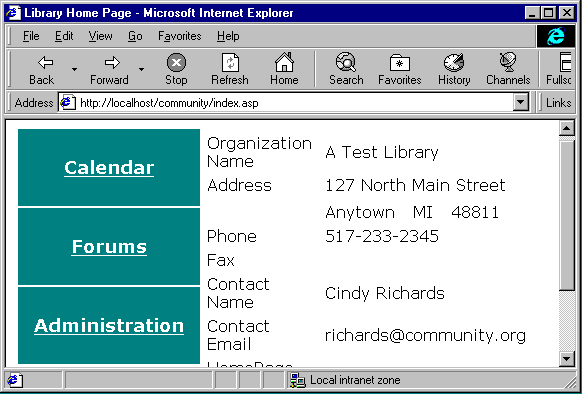 Library Home Page - Microsoft Internet Explorer
File Edit View Go Favorites Help
Back Forward Stop Refresh Home Search Favorites History Channels Fullsc
Address http://localhost/community/index.asp Links
Calendar
Forums
Administration
Organization
Name A Test Library
Address 127 North Main Street
Anytown MI 48811
Phone 517-233-2345
Fax
Contact
Name Cindy Richards
Contact
Email richards@community.org
HomePage
Local intranet zone